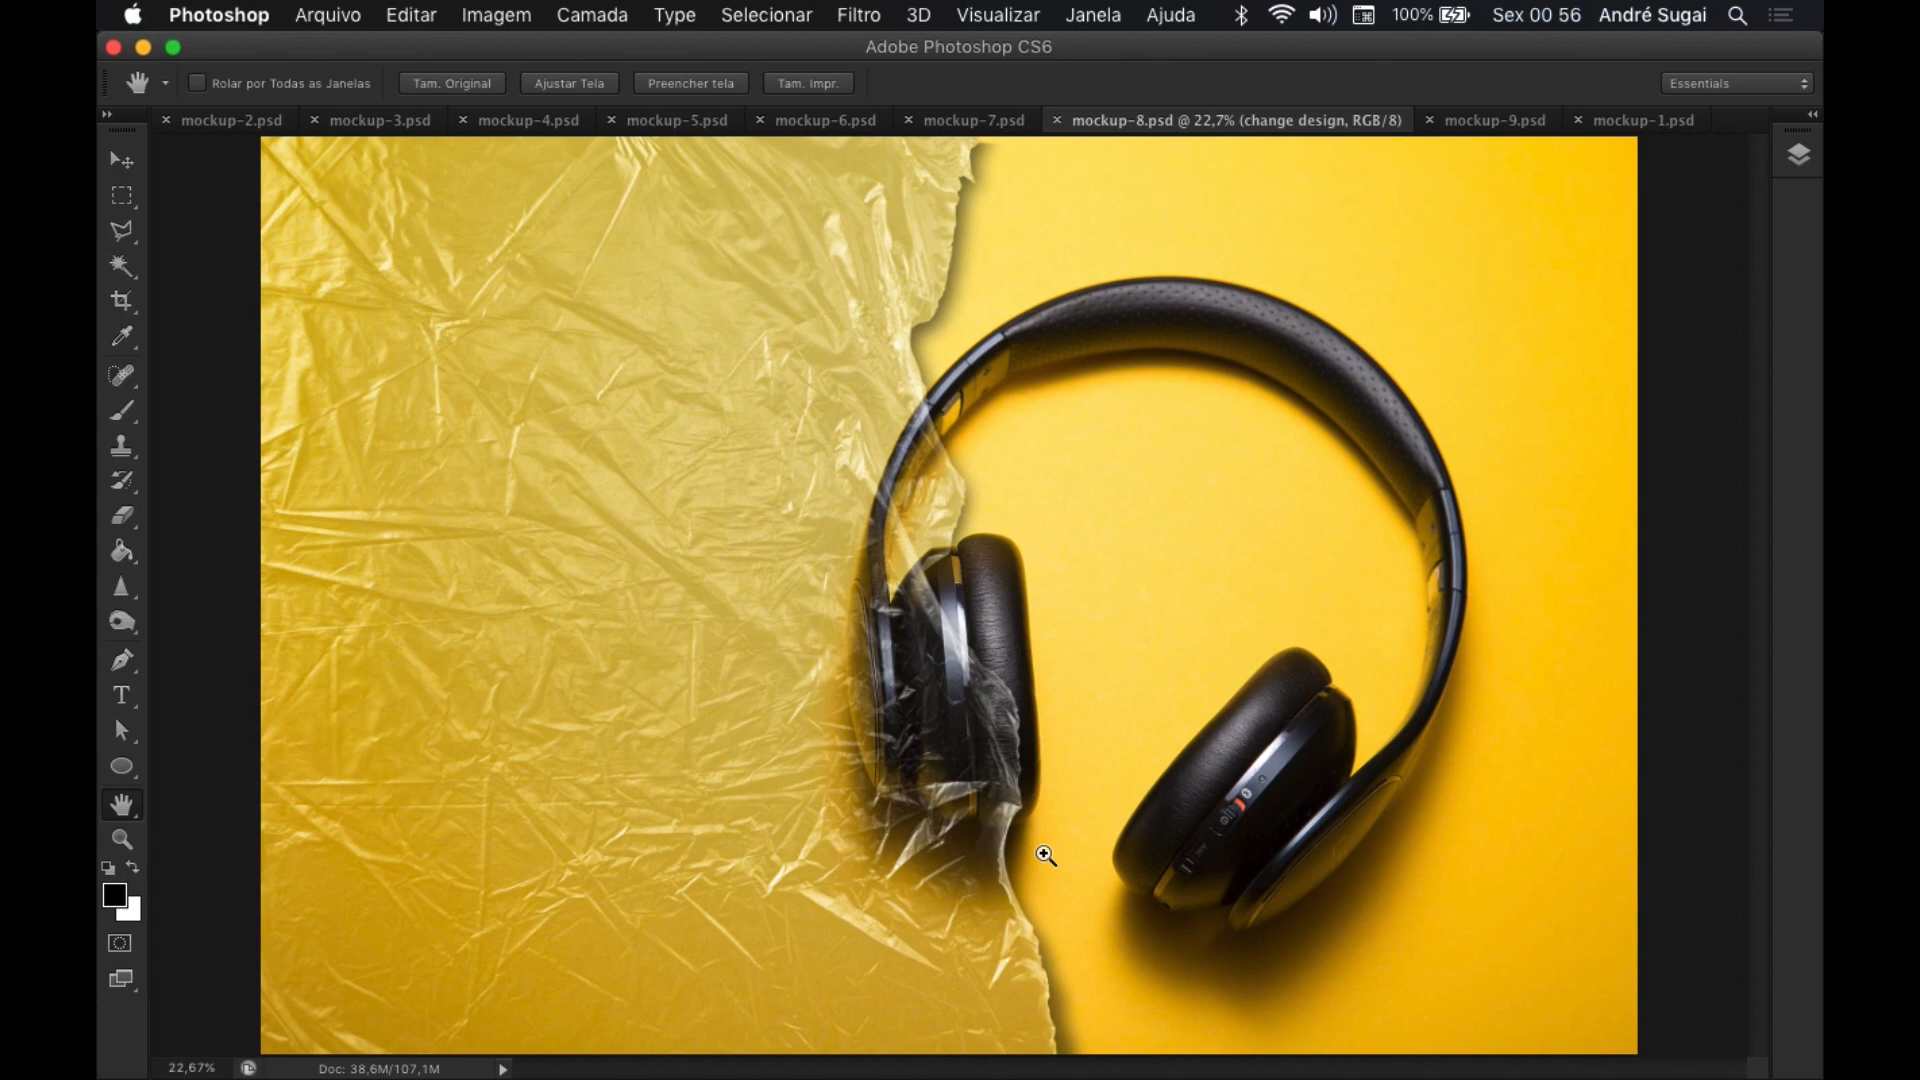 Photoshop Arquivo Editar Imagem Camada Type Selecionar Filtro 3D Visualizar Janela Ajuda 100% Sex 00 56 André Sugai
Adobe Photoshop CS6
Rolar por Todas as Janelas Tam. Original Ajustar Tela Preencher tela Tam. Impr. Essentials
mockup-2.psd mockup-3.psd mockup-4.psd mockup-5.psd mockup-6.psd mockup-7.psd mockup-8.psd @ 22,7% (change design, RGB/8) mockup-9.psd mockup-1.psd
22,67% Doc: 38,6M/107,1M